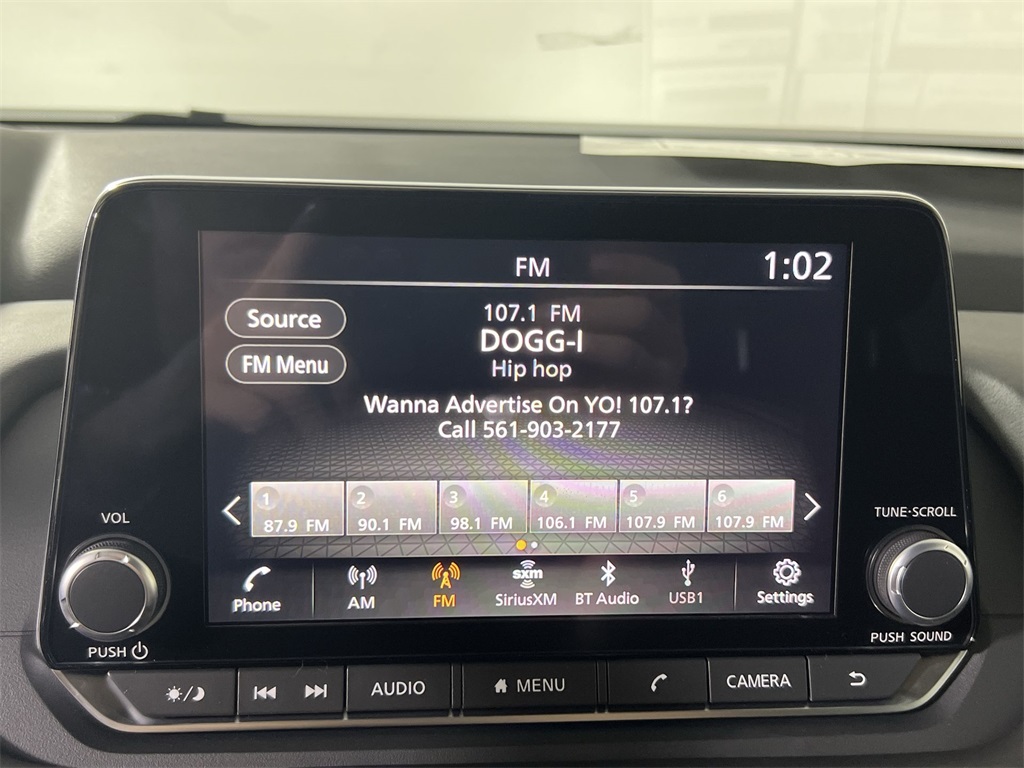 FM
1:02
Source
107.1 FM
DOGG-I
FM Menu
Hip hop
Wanna Advertise On YO! 107.1?
Call 561-903-2177
1
87.9 FM
2
90.1 FM
3
98.1 FM
4
106.1 FM
5
107.9 FM
6
107.9 FM
VOL
TUNE·SCROLL
Phone
AM
FM
sxm
SiriusXM
BT Audio
USB1
Settings
PUSH
PUSH SOUND
AUDIO
MENU
CAMERA